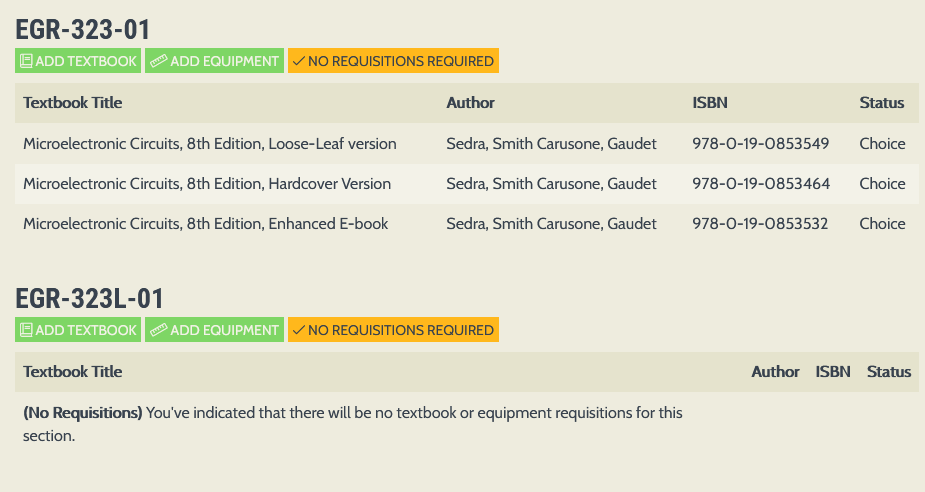 EGR-323-01
ADD TEXTBOOK ADD EQUIPMENT NO REQUISITIONS REQUIRED
Textbook Title Author ISBN Status
Microelectronic Circuits, 8th Edition, Loose-Leaf version Sedra, Smith Carusone, Gaudet 978-0-19-0853549 Choice
Microelectronic Circuits, 8th Edition, Hardcover Version Sedra, Smith Carusone, Gaudet 978-0-19-0853464 Choice
Microelectronic Circuits, 8th Edition, Enhanced E-book Sedra, Smith Carusone, Gaudet 978-0-19-0853532 Choice
EGR-323L-01
ADD TEXTBOOK ADD EQUIPMENT NO REQUISITIONS REQUIRED
Textbook Title Author ISBN Status
(No Requisitions) You've indicated that there will be no textbook or equipment requisitions for this
section.